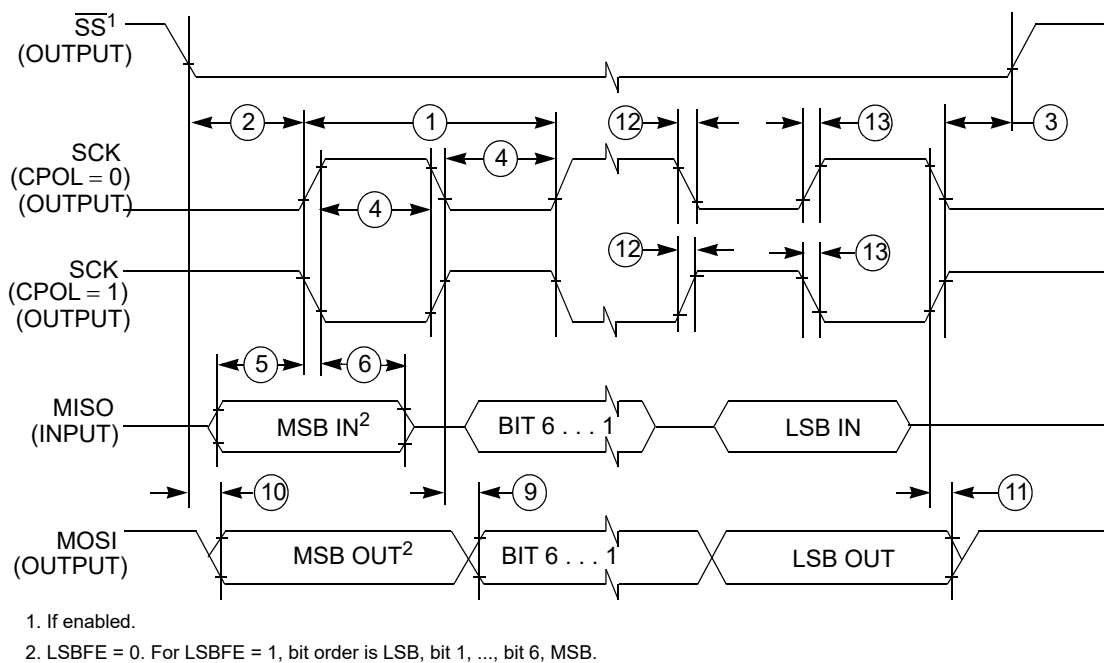 SS1
(OUTPUT)
2
1
12
13
3
SCK
(CPOL = 0)
(OUTPUT)
4
4
SCK
(CPOL = 1)
(OUTPUT)
12
13
5
6
MISO
(INPUT)
MSB IN2
BIT 6 . . . 1
LSB IN
10
9
11
MOSI
(OUTPUT)
MSB OUT2
BIT 6 . . . 1
LSB OUT
1. If enabled.
2. LSBFE = 0. For LSBFE = 1, bit order is LSB, bit 1, ..., bit 6, MSB.